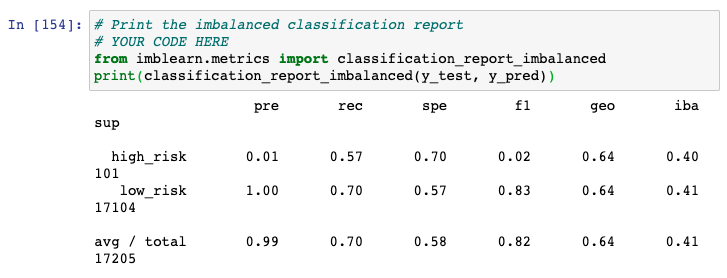 In [154]: # Print the imbalanced classification report
# YOUR CODE HERE
from imblearn.metrics import classification_report_imbalanced
print(classification_report_imbalanced(y_test, y_pred))
pre rec spe f1 geo iba
sup
high_risk 0.01 0.57 0.70 0.02 0.64 0.40
101
low_risk 1.00 0.70 0.57 0.83 0.64 0.41
17104
avg / total 0.99 0.70 0.58 0.82 0.64 0.41
17205